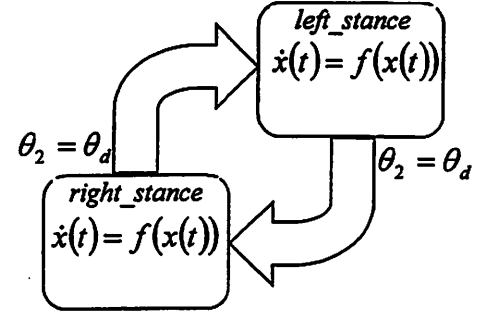 left_stance
ẋ(t) = f(x(t))
θ₂ = θ_d
θ₂ = θ_d
right_stance
ẋ(t) = f(x(t))